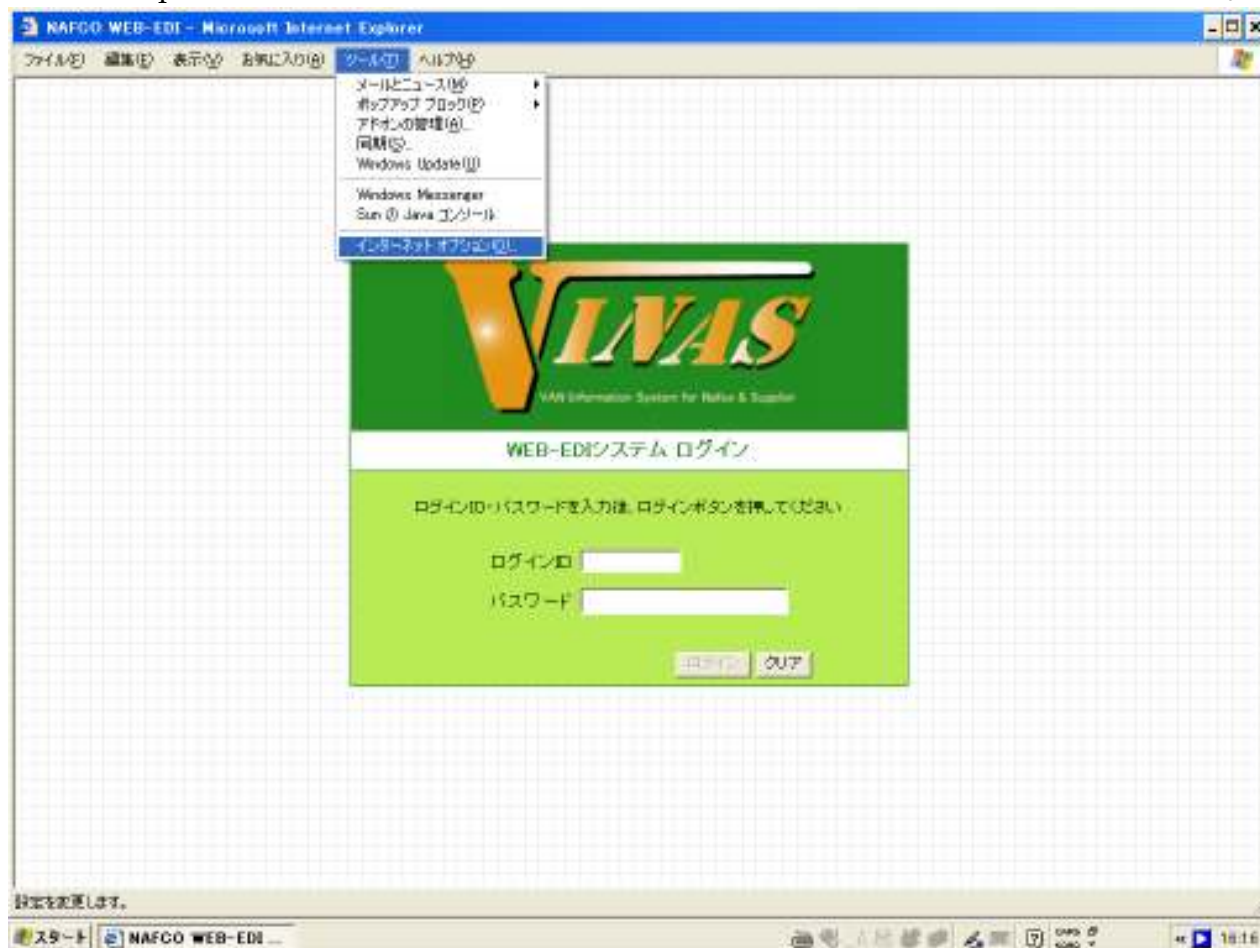 NAFCO WEB-EDI - Microsoft Internet Explorer
ファイル(F) 編集(E) 表示(V) お気に入り(A) ツール(T) ヘルプ(H)
メールとニュース(M)
ポップアップ ブロック(P)
アドオンの管理(A)...
同期(S)...
Windows Update(U)
Windows Messenger
Sun の Java コンソール
インターネット オプション(O)...
VINAS
VAN Information System for Nafco & Supplier
WEB-EDIシステム ログイン
ログインID・パスワードを入力後、ログインボタンを押してください
ログインID
パスワード
ログイン クリア
設定を変更します。
スタート NAFCO WEB-EDI ... CAPS KANA « 16:18